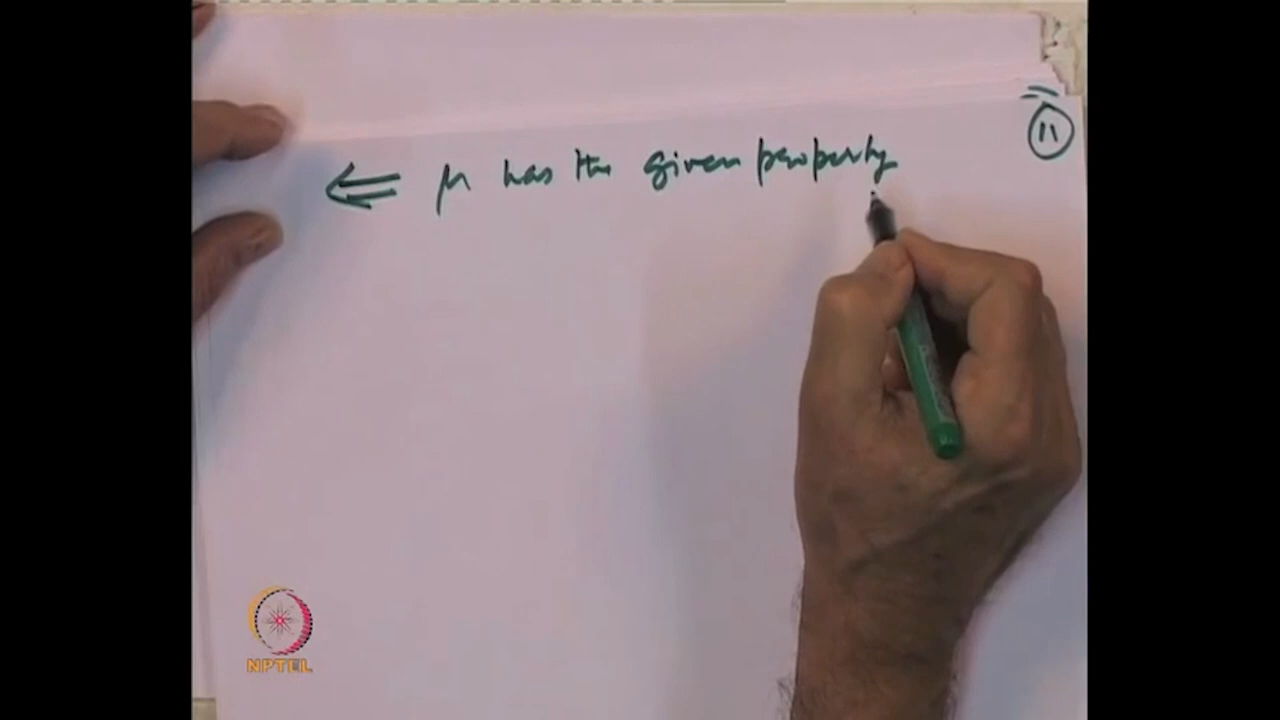 11
⇐ μ has the given property
NPTEL